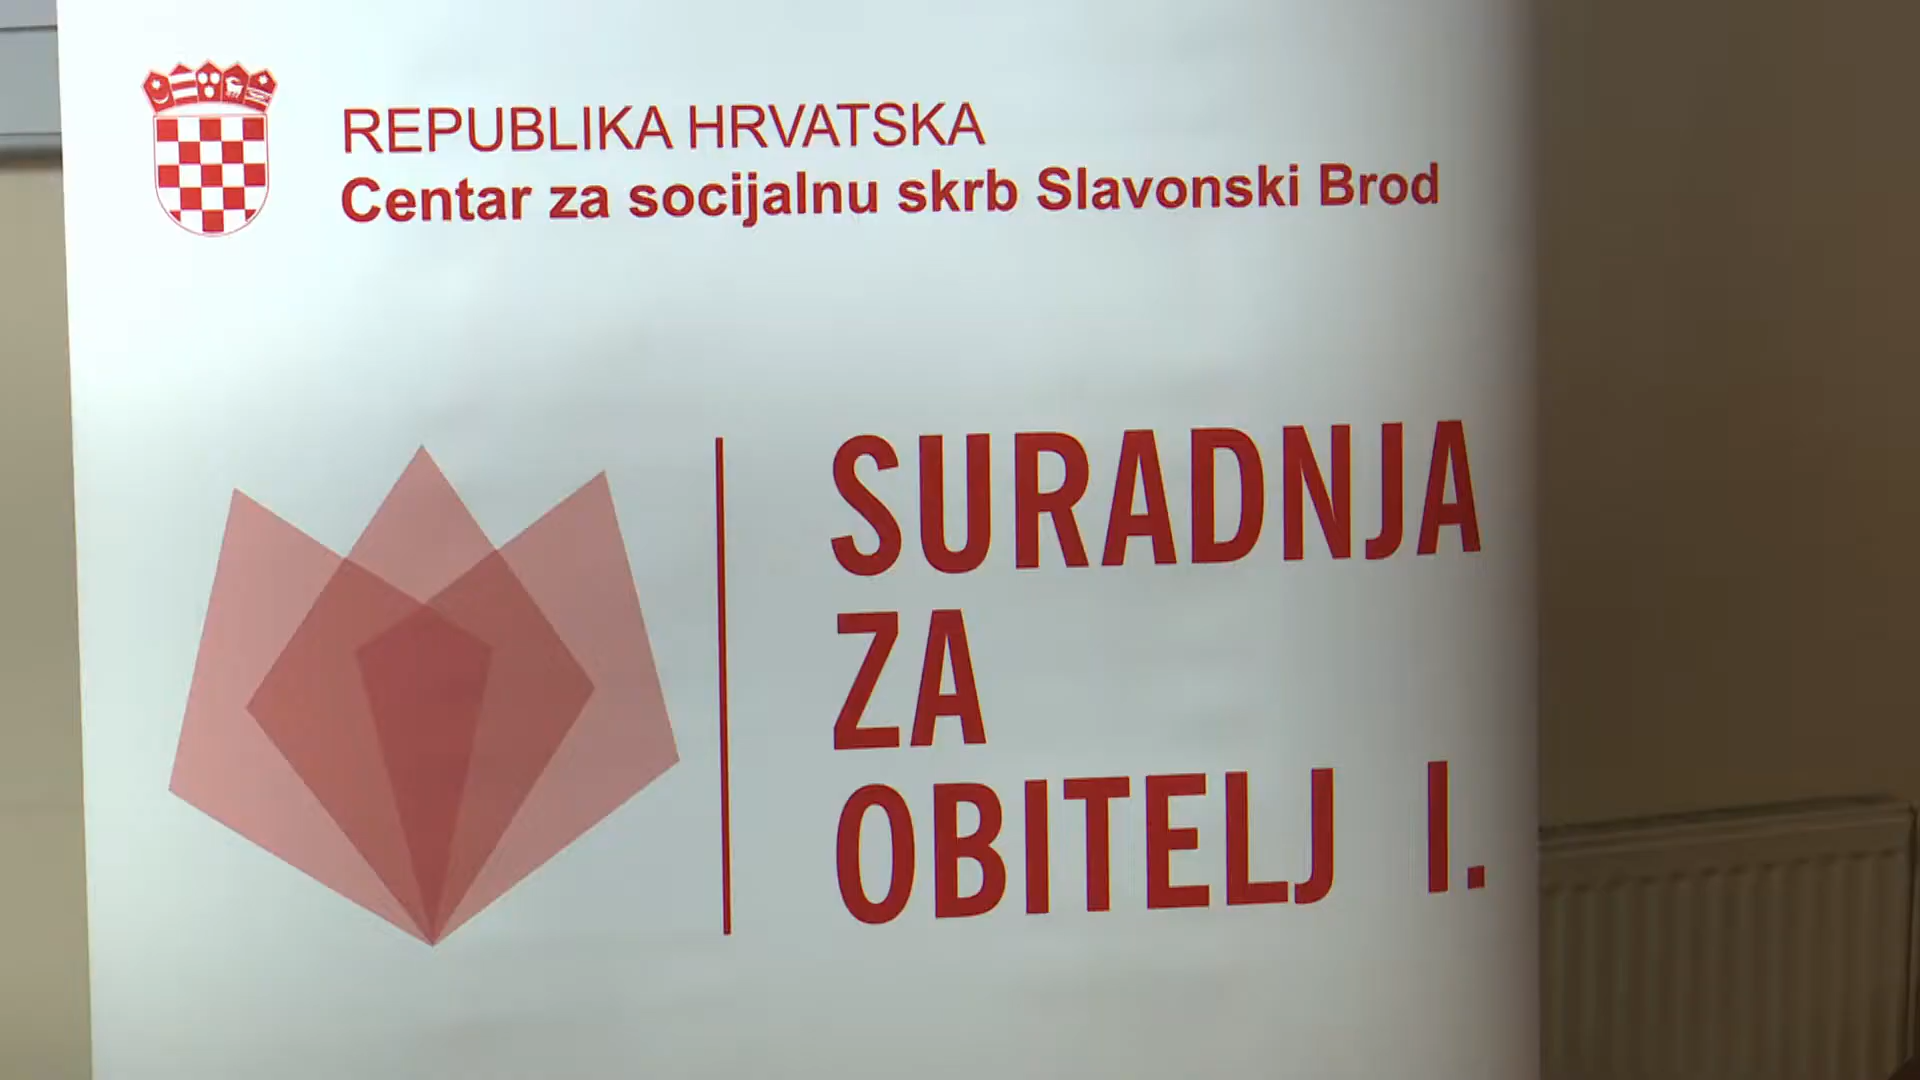 REPUBLIKA HRVATSKA
Centar za socijalnu skrb Slavonski Brod
SURADNJA
ZA
OBITELJ I.